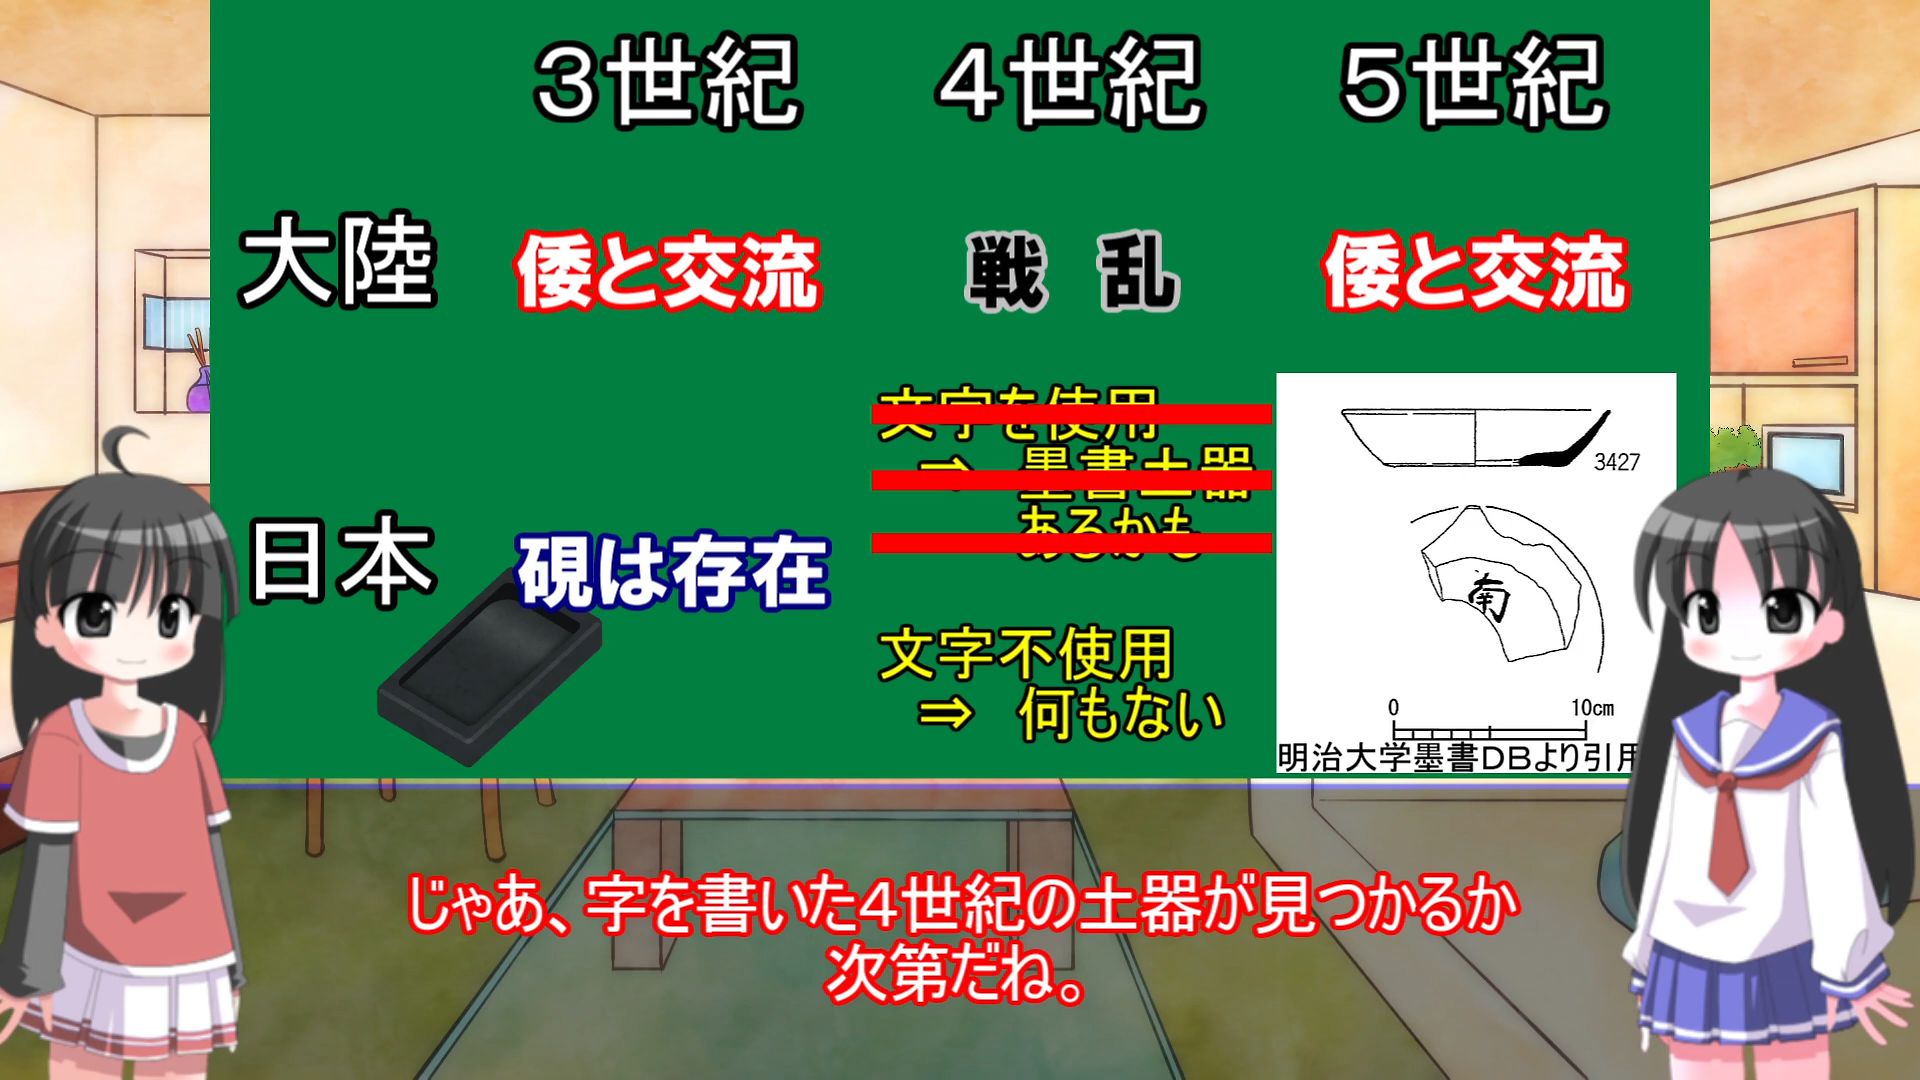 3世紀 4世紀 5世紀
大陸 倭と交流 戦 乱 倭と交流
日本 硯は存在
文字を使用
⇒ 墨書土器
あるかも
文字不使用
⇒ 何もない
3427
南
0 10cm
明治大学墨書DBより引用
じゃあ、字を書いた4世紀の土器が見つかるか
次第だね。